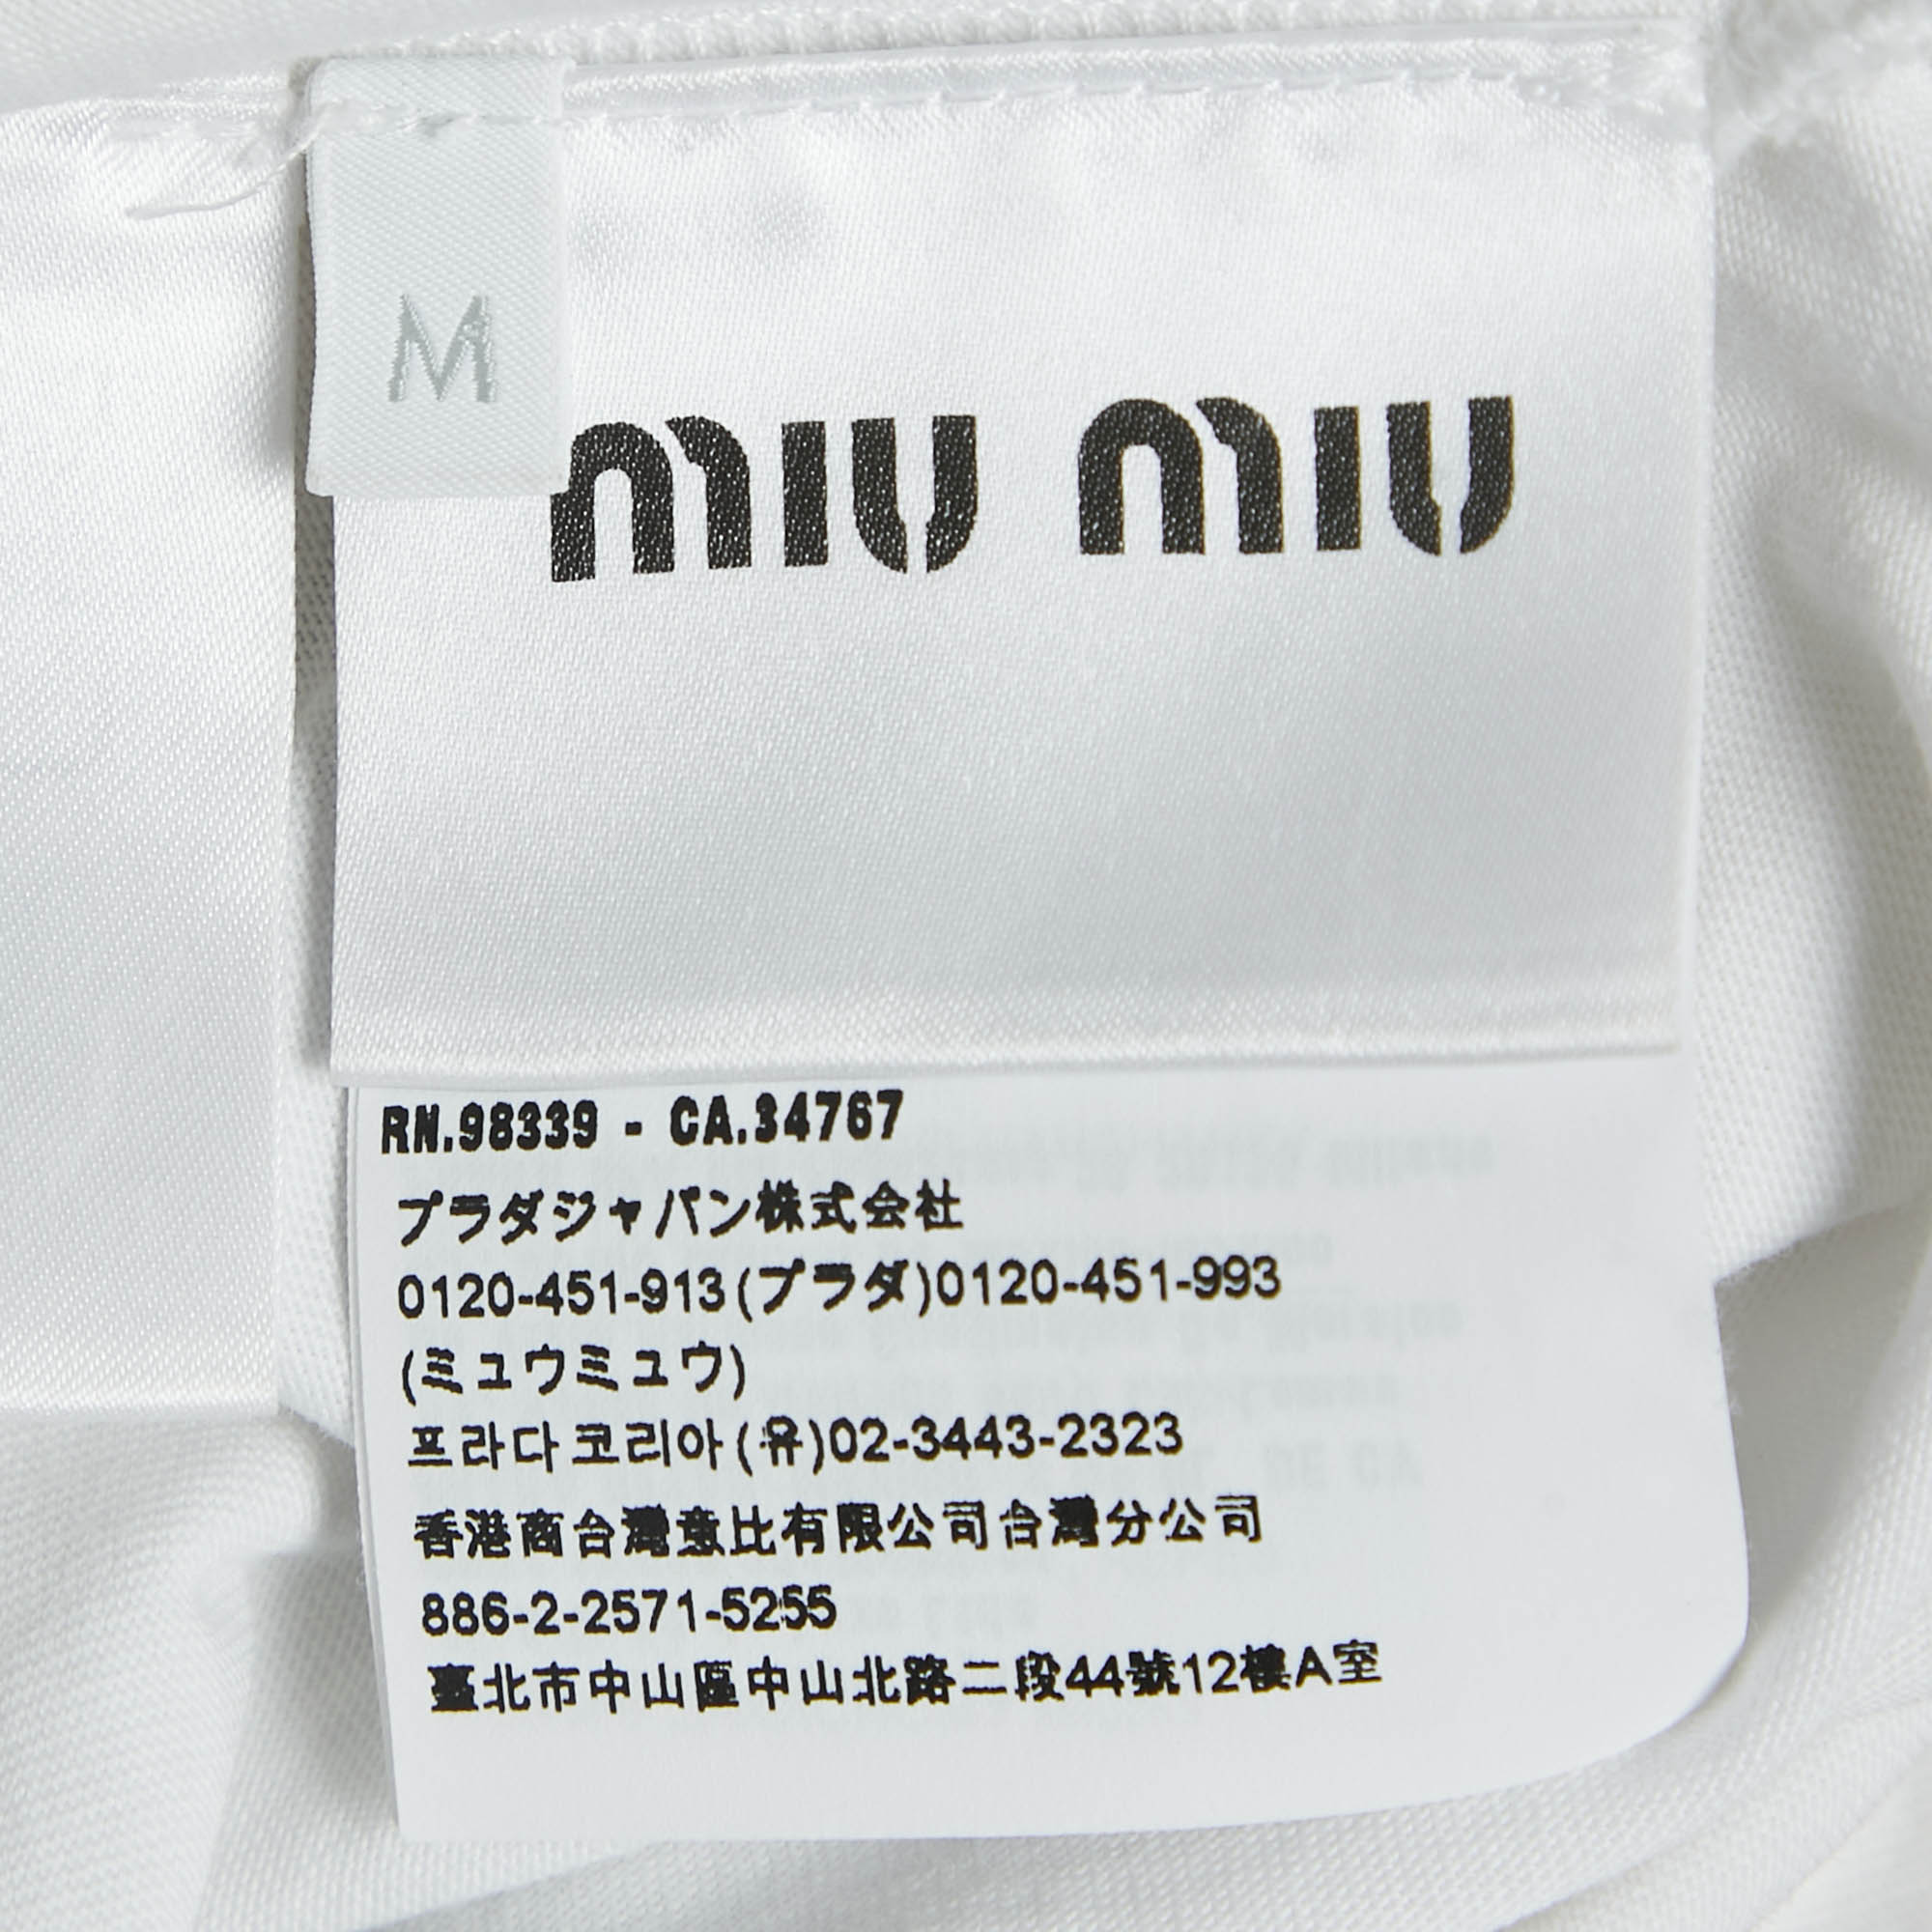 M
miu miu
RN.98339 - CA.34767
プラダジャパン株式会社
0120-451-913(プラダ)0120-451-993
(ミュウミュウ)
프라다코리아(유)02-3443-2323
香港商台灣意比有限公司台灣分公司
886-2-2571-5255
臺北市中山區中山北路二段44號12樓A室